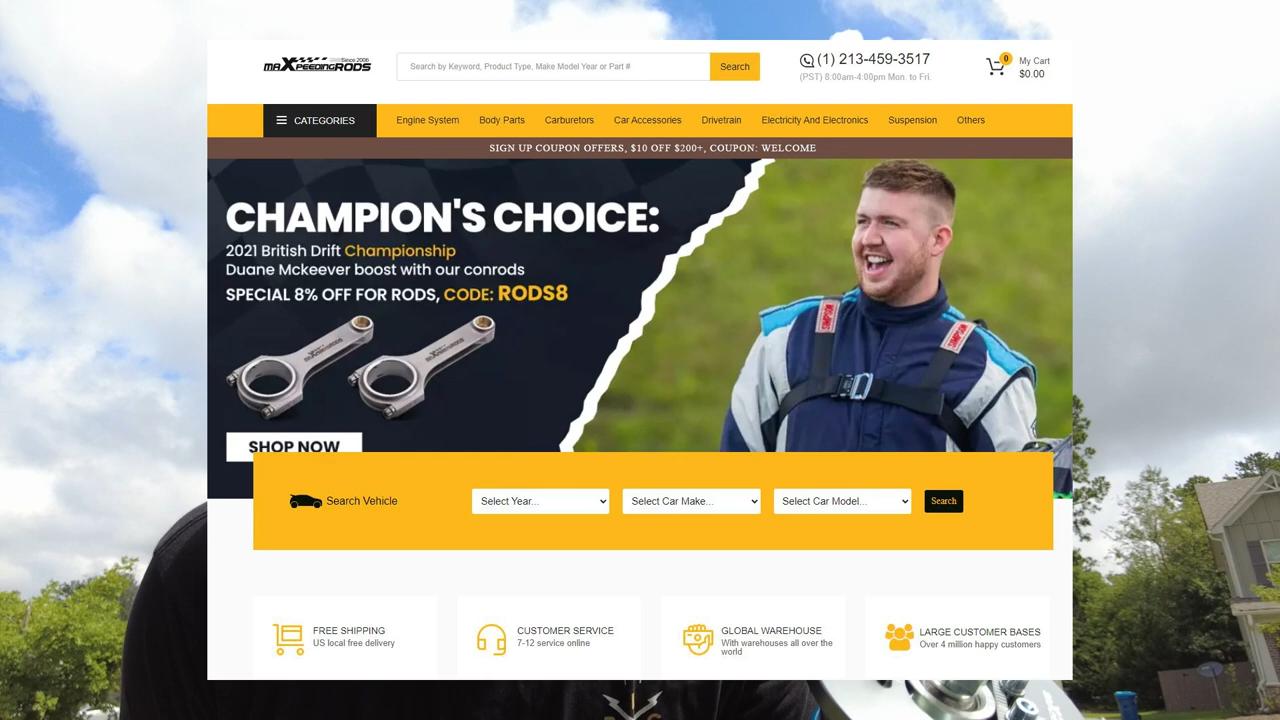 maXpeedingRODS
Since 2006
Search by Keyword, Product Type, Make Model Year or Part #
Search
(1) 213-459-3517
(PST) 8:00am-4:00pm Mon. to Fri.
0
My Cart
$0.00
CATEGORIES
Engine System
Body Parts
Carburetors
Car Accessories
Drivetrain
Electricity And Electronics
Suspension
Others
SIGN UP COUPON OFFERS, $10 OFF $200+, COUPON: WELCOME
CHAMPION'S CHOICE:
2021 British Drift Championship
Duane Mckeever boost with our conrods
SPECIAL 8% OFF FOR RODS, CODE: RODS8
maXpeedingRODS
maXpeedingRODS
SHOP NOW
SIMPSON
SIMPSON
Search Vehicle
Select Year...
Select Car Make...
Select Car Model...
Search
FREE SHIPPING
US local free delivery
CUSTOMER SERVICE
7-12 service online
GLOBAL WAREHOUSE
With warehouses all over the
world
LARGE CUSTOMER BASES
Over 4 million happy customers